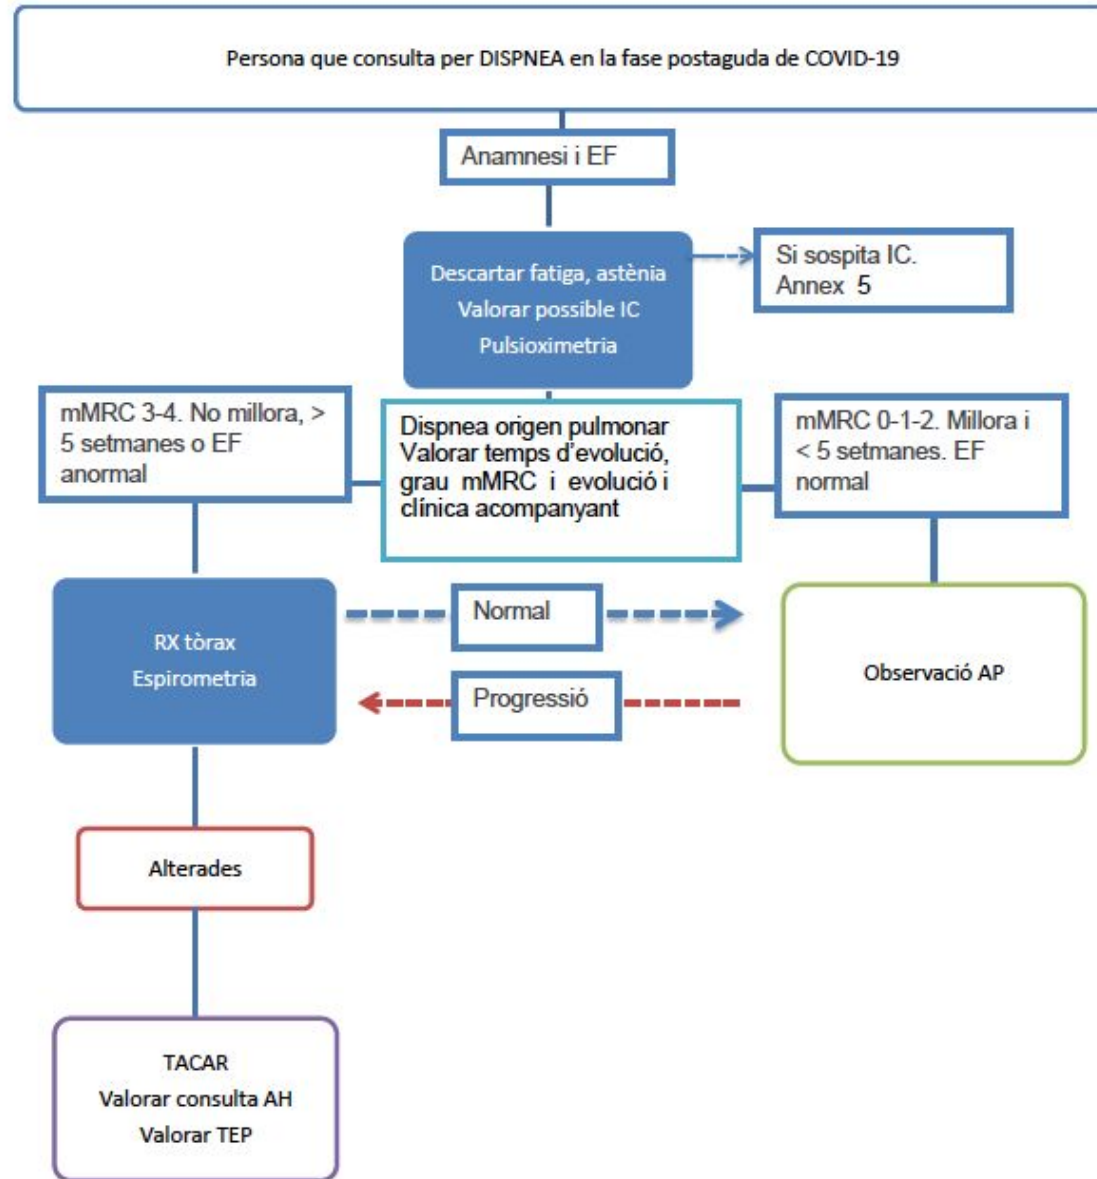 Persona que consulta per DISPNEA en la fase postaguda de COVID-19
Anamnesi i EF
Descartar fatiga, astènia
Valorar possible IC
Pulsioximetria
Si sospita IC.
Annex 5
mMRC 3-4. No millora, >
5 setmanes o EF
anormal
Dispnea origen pulmonar
Valorar temps d'evolució,
grau mMRC i evolució i
clínica acompanyant
mMRC 0-1-2. Millora i
< 5 setmanes. EF
normal
RX tòrax
Espirometria
Normal
Progressió
Observació AP
Alterades
TACAR
Valorar consulta AH
Valorar TEP